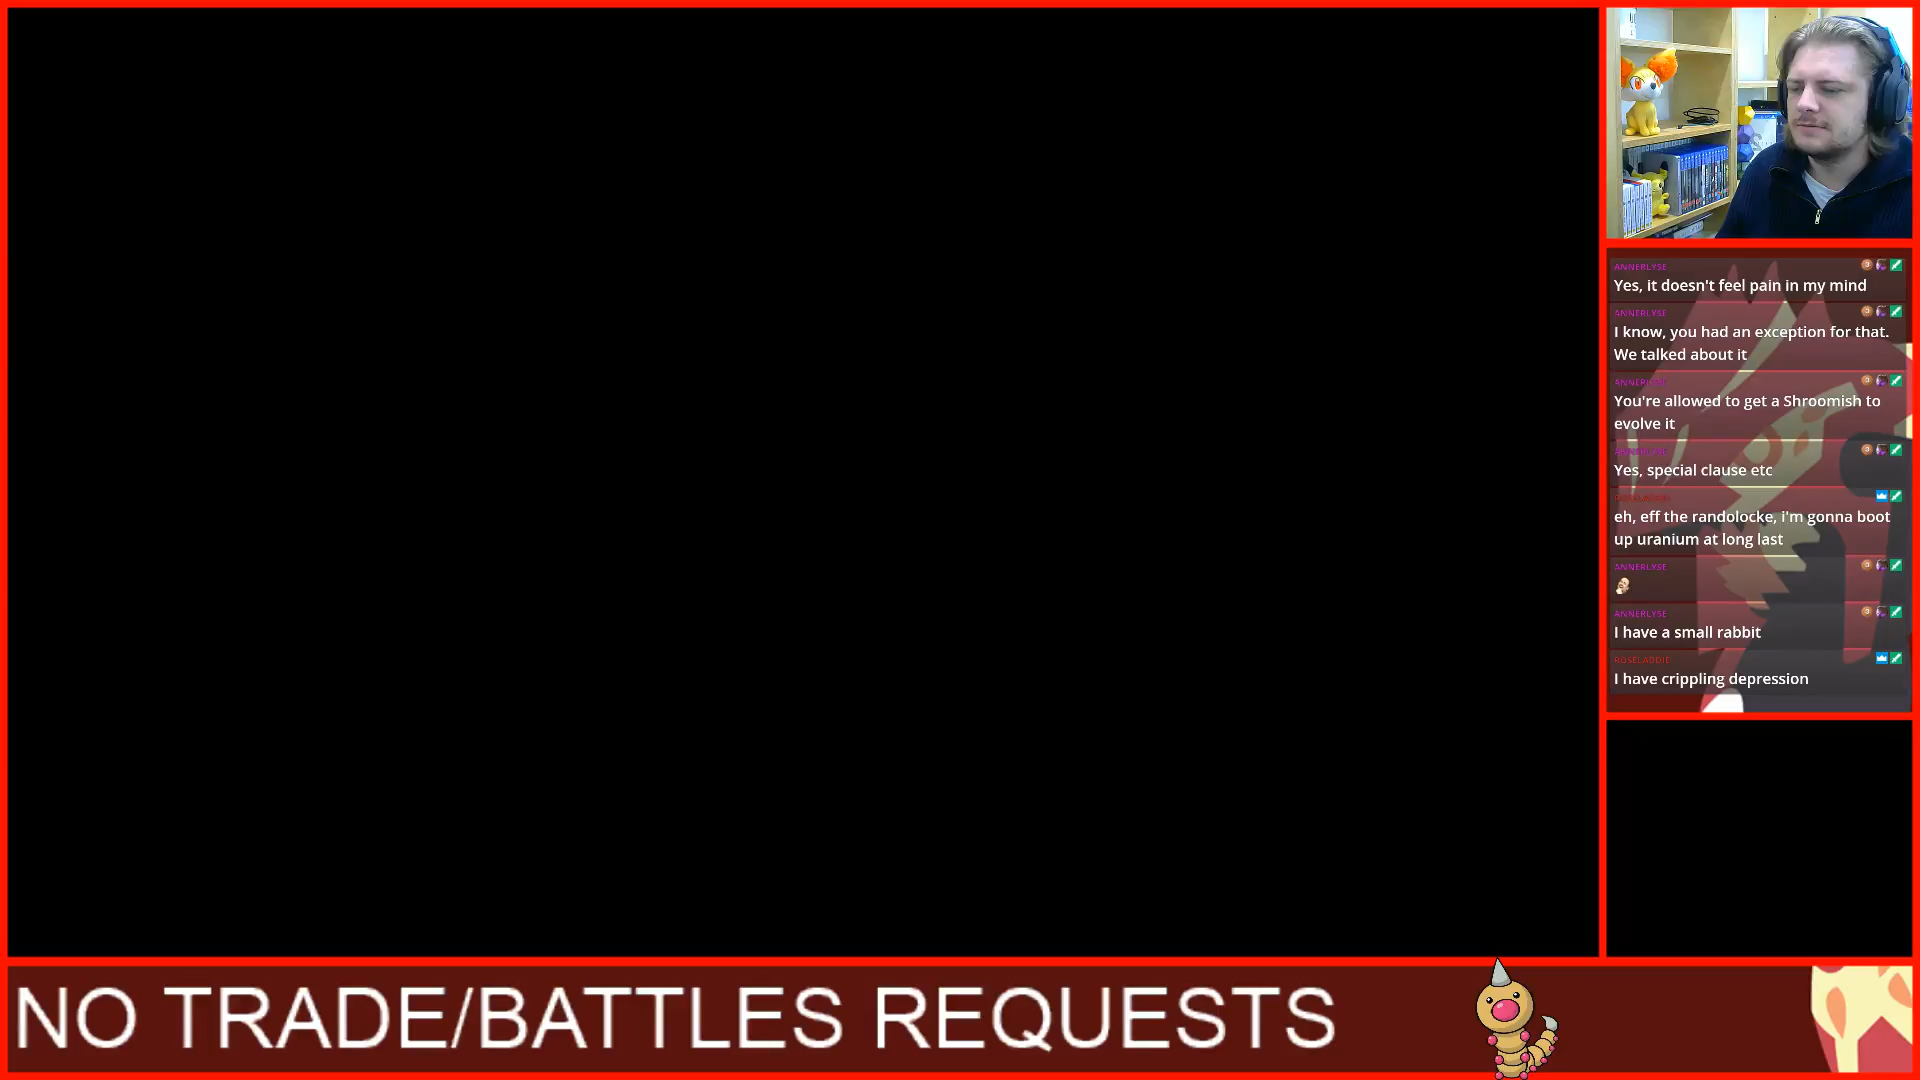 ANNERLYSE
Yes, it doesn't feel pain in my mind
ANNERLYSE
I know, you had an exception for that.
We talked about it
ANNERLYSE
You're allowed to get a Shroomish to
evolve it
ANNERLYSE
Yes, special clause etc
eh, eff the randolocke, i'm gonna boot
up uranium at long last
ANNERLYSE
ANNERLYSE
I have a small rabbit
ROSELADDIE
I have crippling depression
NO TRADE/BATTLES REQUESTS